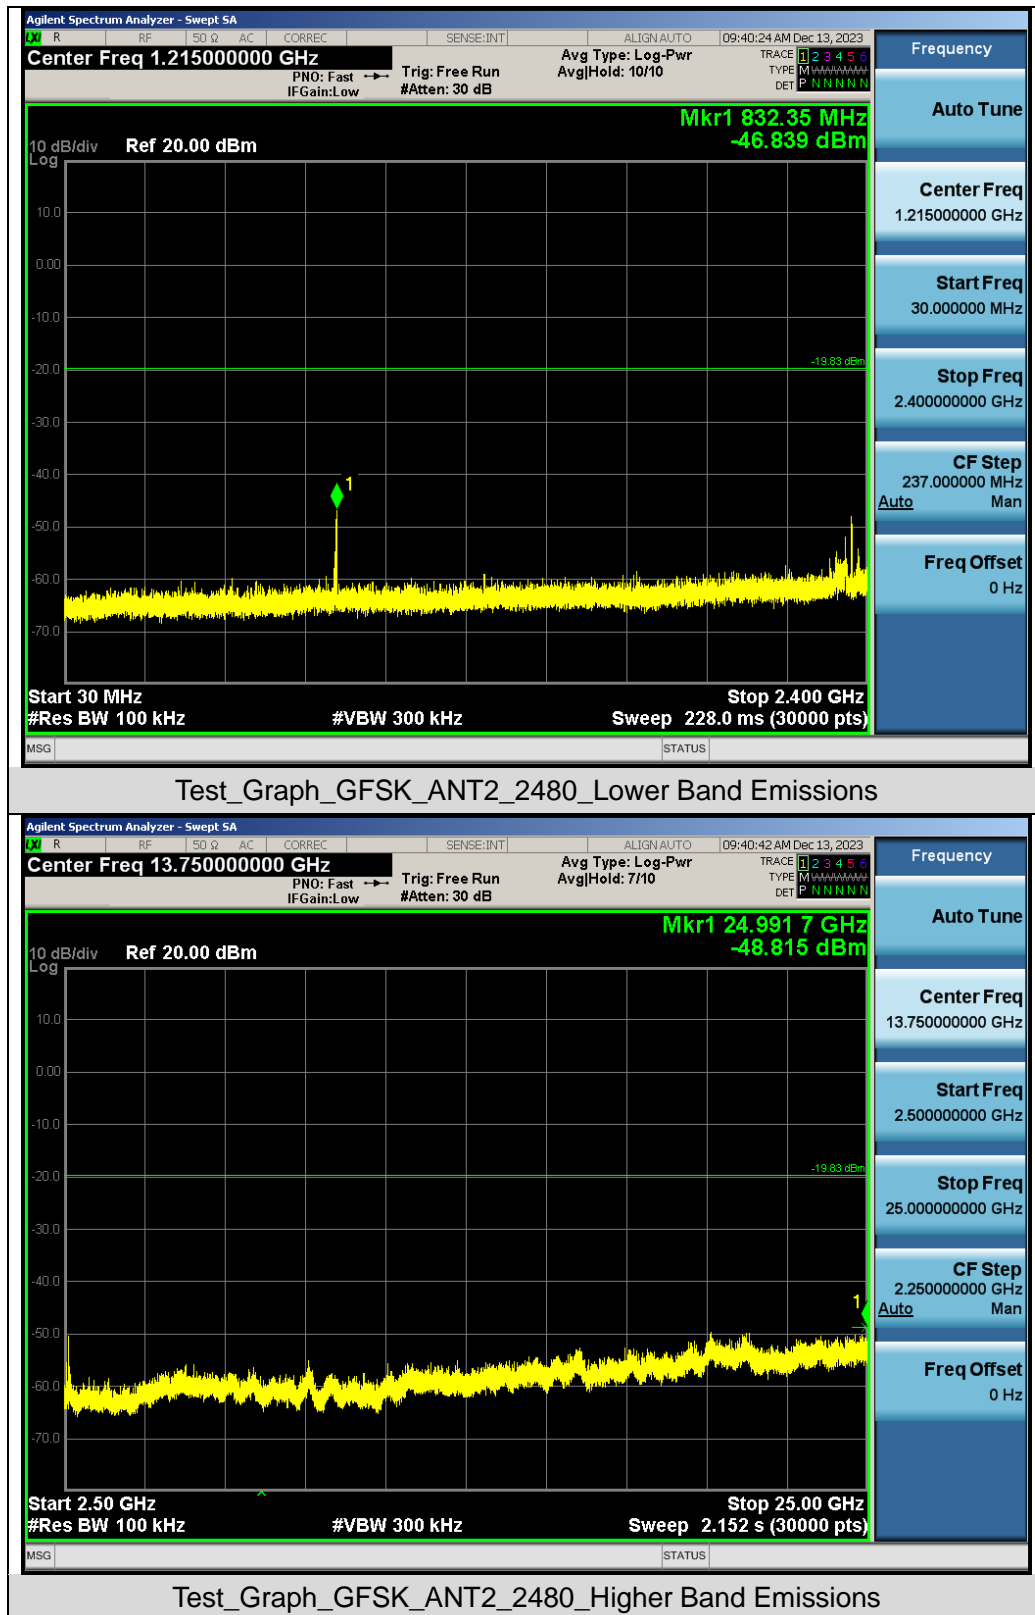 Agilent Spectrum Analyzer - Swept SA
LXI R RF 50 Ω AC CORREC SENSE:INT ALIGN AUTO 09:40:24 AM Dec 13, 2023
Center Freq 1.215000000 GHz
PNO: Fast
IFGain:Low
Trig: Free Run
#Atten: 30 dB
Avg Type: Log-Pwr
Avg|Hold: 10/10
TRACE 1 2 3 4 5 6
TYPE M
DET P N N N N N
Frequency
Auto Tune
Mkr1 832.35 MHz
-46.839 dBm
10 dB/div Ref 20.00 dBm
Log
10.0
0.00
-10.0
-20.0
-19.83 dBm
-30.0
-40.0
1
-50.0
-60.0
-70.0
Center Freq
1.215000000 GHz
Start Freq
30.000000 MHz
Stop Freq
2.400000000 GHz
CF Step
237.000000 MHz
Auto Man
Freq Offset
0 Hz
Start 30 MHz Stop 2.400 GHz
#Res BW 100 kHz #VBW 300 kHz Sweep 228.0 ms (30000 pts)
MSG STATUS
Test_Graph_GFSK_ANT2_2480_Lower Band Emissions
Agilent Spectrum Analyzer - Swept SA
LXI R RF 50 Ω AC CORREC SENSE:INT ALIGN AUTO 09:40:42 AM Dec 13, 2023
Center Freq 13.750000000 GHz
PNO: Fast
IFGain:Low
Trig: Free Run
#Atten: 30 dB
Avg Type: Log-Pwr
Avg|Hold: 7/10
TRACE 1 2 3 4 5 6
TYPE M
DET P N N N N N
Frequency
Auto Tune
Mkr1 24.991 7 GHz
-48.815 dBm
10 dB/div Ref 20.00 dBm
Log
10.0
0.00
-10.0
-20.0
-19.83 dBm
-30.0
-40.0
1
-50.0
-60.0
-70.0
Center Freq
13.750000000 GHz
Start Freq
2.500000000 GHz
Stop Freq
25.000000000 GHz
CF Step
2.250000000 GHz
Auto Man
Freq Offset
0 Hz
Start 2.50 GHz Stop 25.00 GHz
#Res BW 100 kHz #VBW 300 kHz Sweep 2.152 s (30000 pts)
MSG STATUS
Test_Graph_GFSK_ANT2_2480_Higher Band Emissions